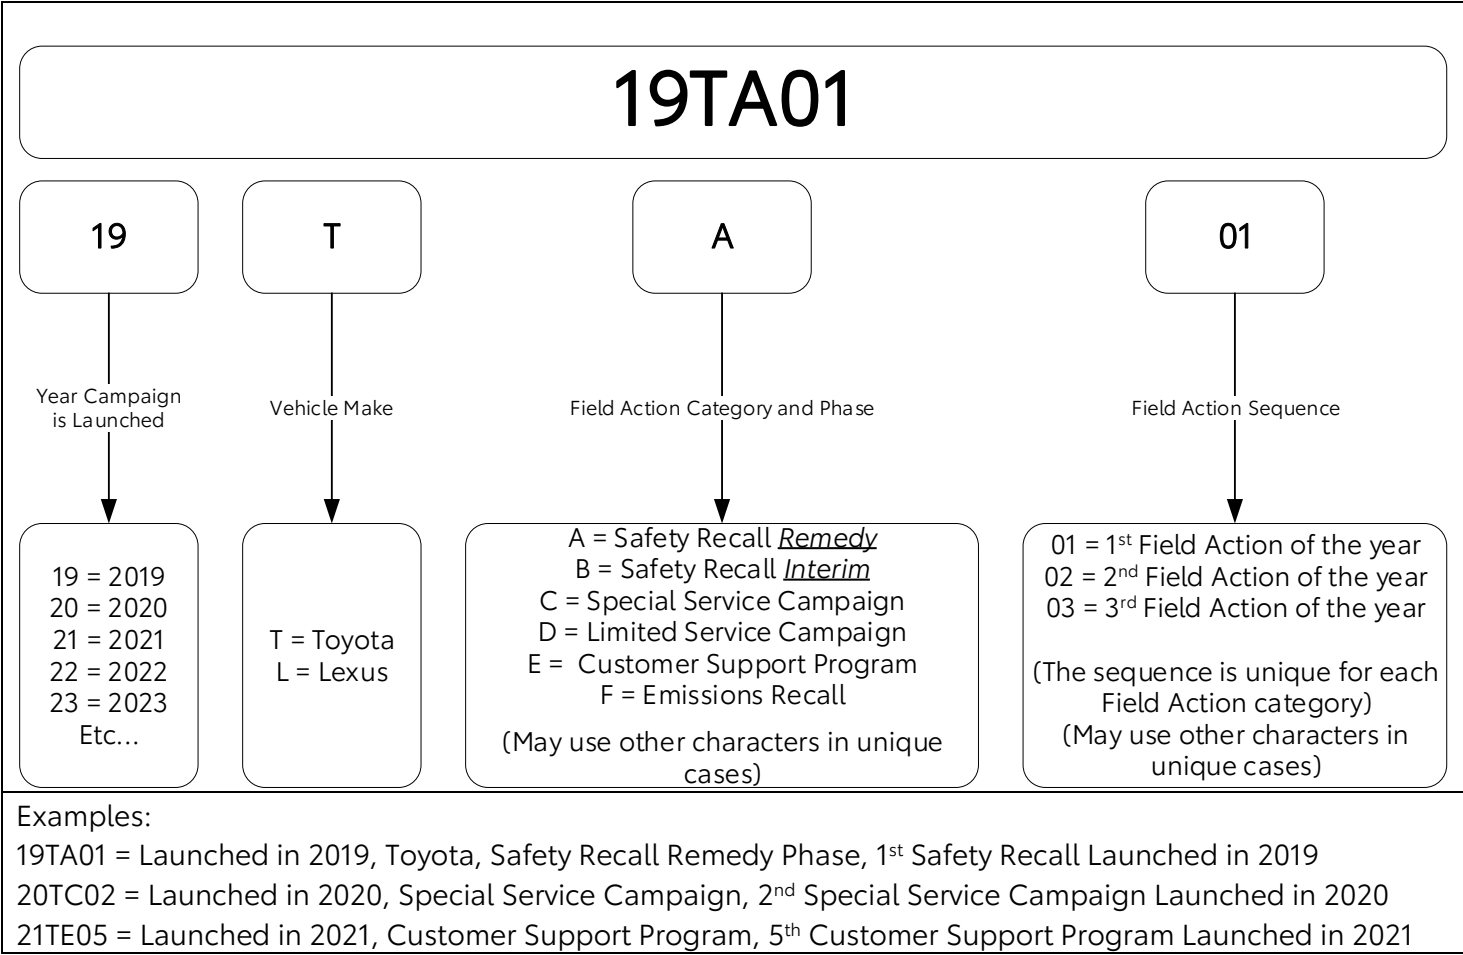 19TA01
19
T
A
01
Year Campaign
is Launched
Vehicle Make
Field Action Category and Phase
Field Action Sequence
19 = 2019
20 = 2020
21 = 2021
22 = 2022
23 = 2023
Etc...
T = Toyota
L = Lexus
A = Safety Recall Remedy
B = Safety Recall Interim
C = Special Service Campaign
D = Limited Service Campaign
E =  Customer Support Program
F = Emissions Recall
(May use other characters in unique
cases)
01 = 1st Field Action of the year
02 = 2nd Field Action of the year
03 = 3rd Field Action of the year
(The sequence is unique for each
Field Action category)
(May use other characters in
unique cases)
Examples:
19TA01 = Launched in 2019, Toyota, Safety Recall Remedy Phase, 1st Safety Recall Launched in 2019
20TC02 = Launched in 2020, Special Service Campaign, 2nd Special Service Campaign Launched in 2020
21TE05 = Launched in 2021, Customer Support Program, 5th Customer Support Program Launched in 2021